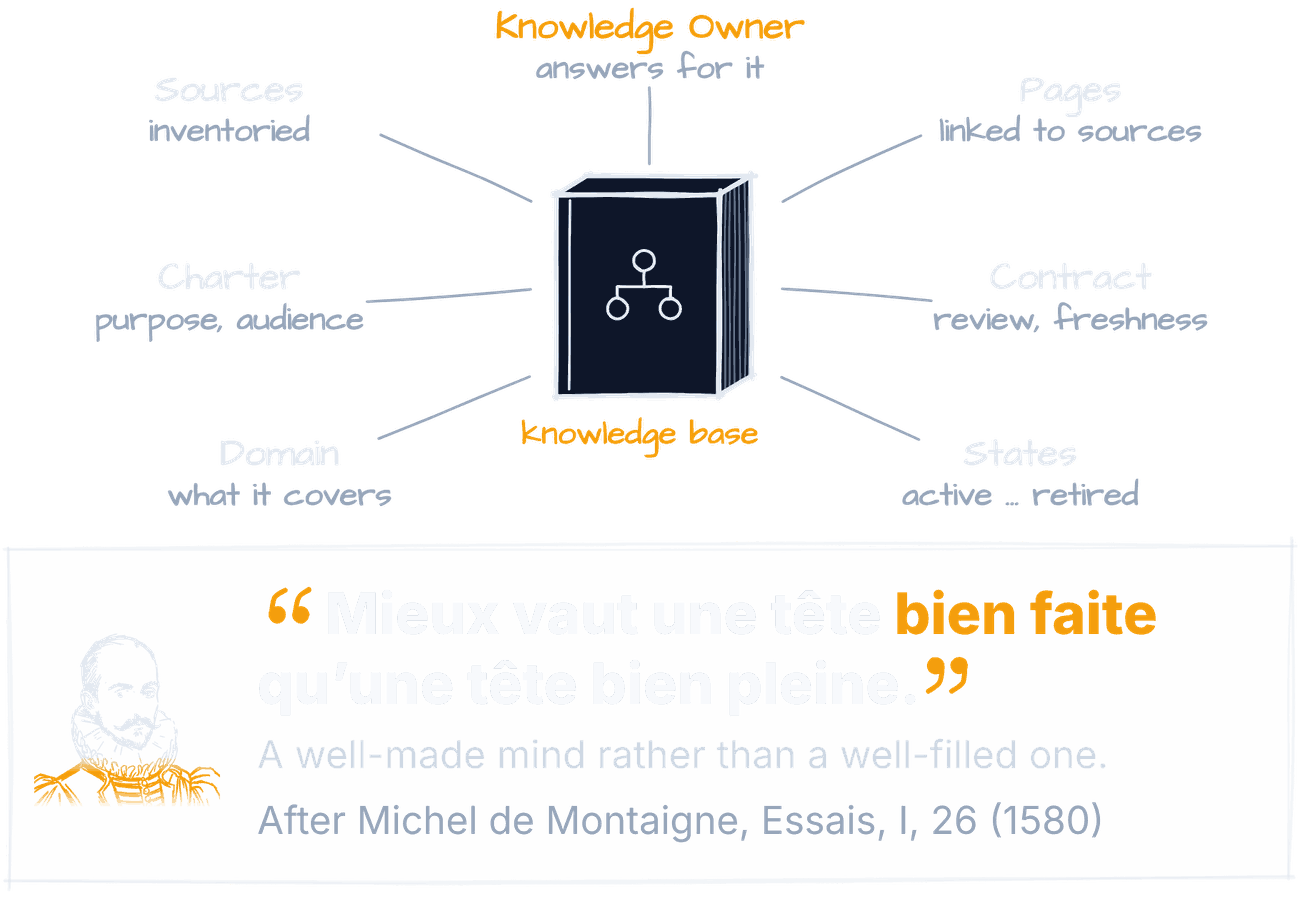 Knowledge Owner
answers for it
Sources
inventoried
Pages
linked to sources
Charter
purpose, audience
Contract
review, freshness
knowledge base
Domain
what it covers
States
active ... retired
“Mieux vaut une tête bien faite
qu’une tête bien pleine.”
A well-made mind rather than a well-filled one.
After Michel de Montaigne, Essais, I, 26 (1580)